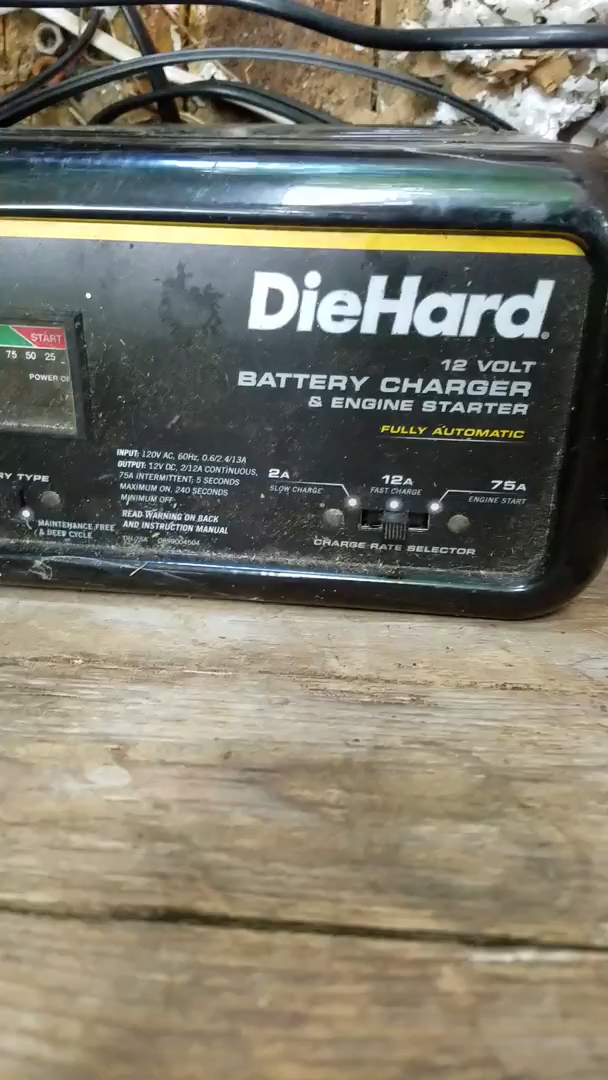 DieHard
12 VOLT
BATTERY CHARGER
& ENGINE STARTER
FULLY AUTOMATIC
START
75 50 25
POWER
INPUT: 120V AC, 60Hz, 0.6/2.4/13A
OUTPUT: 12V DC, 2/12A CONTINUOUS,
75A INTERMITTENT; 5 SECONDS
MAXIMUM ON, 240 SECONDS
MINIMUM OFF
READ WARNING ON BACK
AND INSTRUCTION MANUAL
RY TYPE
MAINTENANCE FREE
& DEEP CYCLE
2A
SLOW CHARGE
12A
FAST CHARGE
75A
ENGINE START
CHARGE RATE SELECTOR